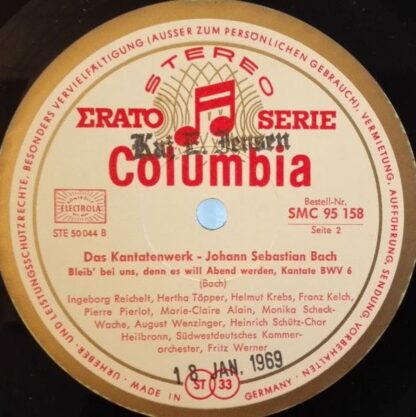 URHEBER- UND LEISTUNGSSCHUTZRECHTE, BESONDERS VERVIELFÄLTIGUNG (AUSSER ZUM PERSÖNLICHEN GEBRAUCH), VERMIETUNG, AUFFÜHRUNG, SENDUNG, VORBEHALTEN · MADE IN GERMANY ·
STEREO
ERATO SERIE
Kaj E. Jensen
Columbia
ELECTROLA
STE 50 044 B
Bestell-Nr.
SMC 95 158
Seite 2
Das Kantatenwerk - Johann Sebastian Bach
Bleib' bei uns, denn es will Abend werden, Kantate BWV 6
(Bach)
Ingeborg Reichelt, Hertha Töpper, Helmut Krebs, Franz Kelch,
Pierre Pierlot, Marie-Claire Alain, Monika Scheck-
Wache, August Wenzinger, Heinrich Schütz-Chor
Heilbronn, Südwestdeutsches Kammer-
orchester, Fritz Werner
18 JAN. 1969
ST 33